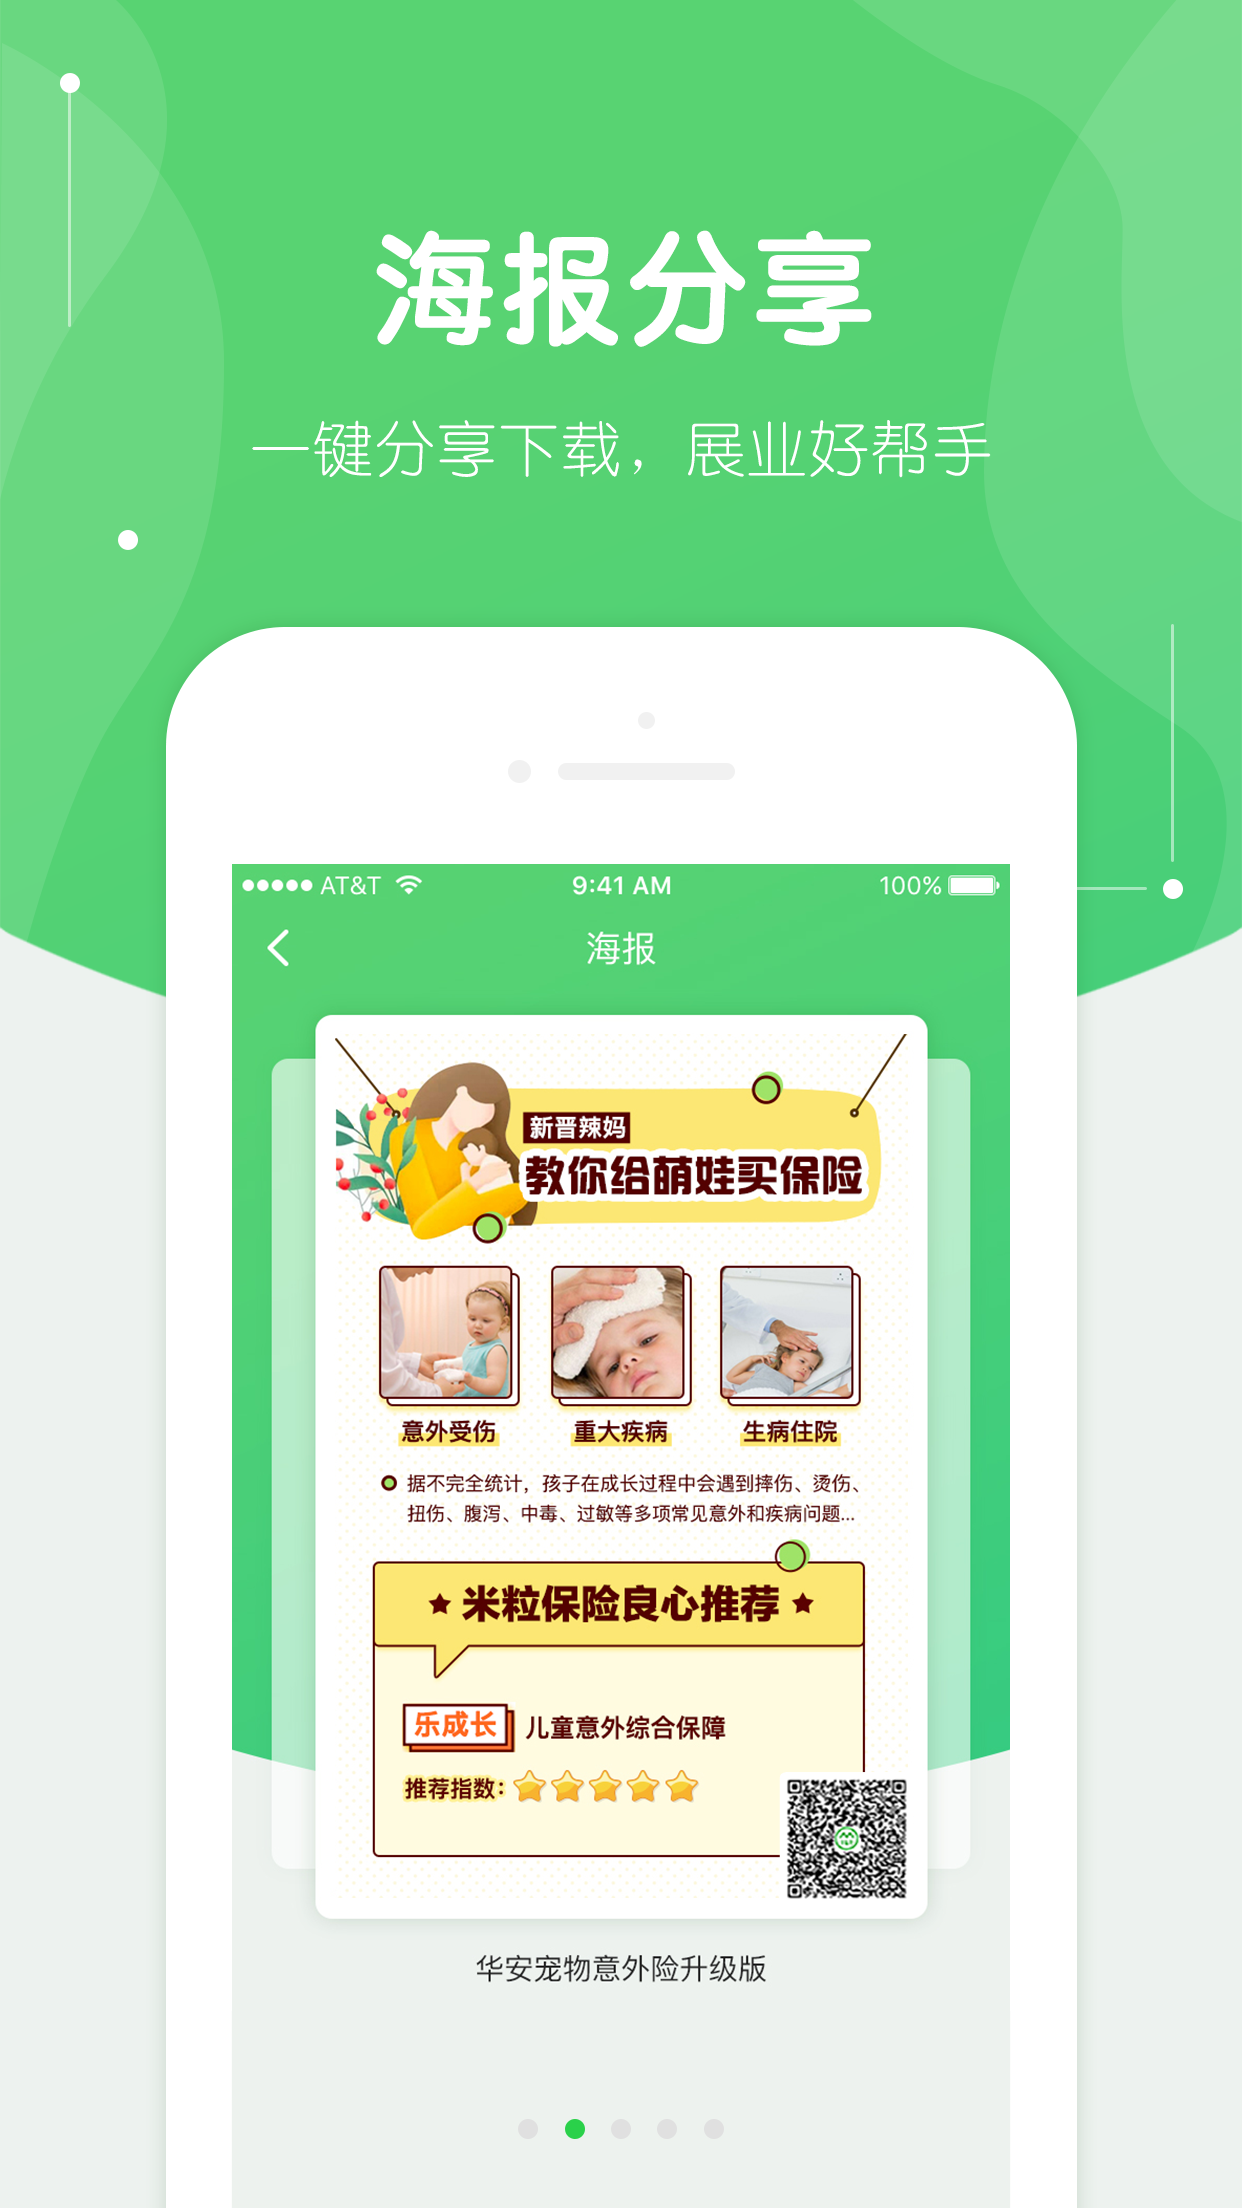 海报分享
一键分享下载，展业好帮手
AT&T
9:41 AM
100%
海报
新晋辣妈
教你给萌娃买保险
意外受伤
重大疾病
生病住院
据不完全统计，孩子在成长过程中会遇到摔伤、烫伤、
扭伤、腹泻、中毒、过敏等多项常见意外和疾病问题...
米粒保险良心推荐
乐成长
儿童意外综合保障
推荐指数：
华安宠物意外险升级版